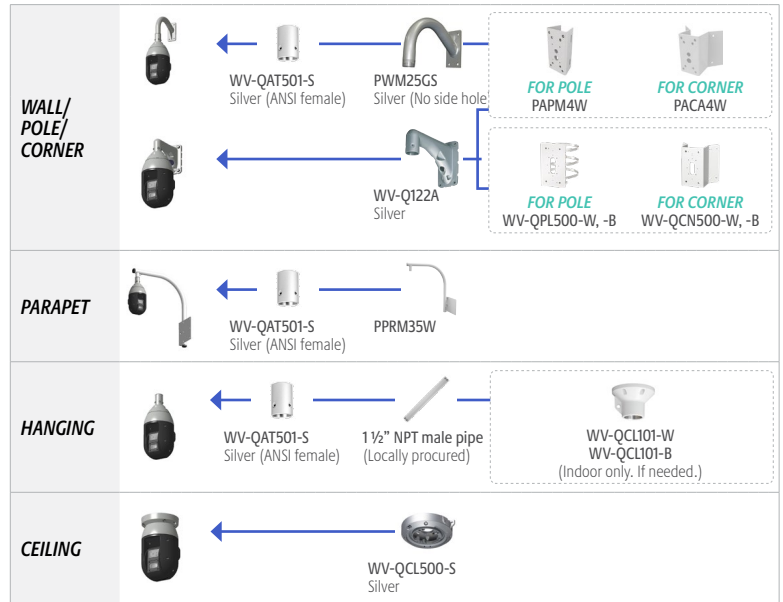 WALL/
POLE/
CORNER
WV-QAT501-S
Silver (ANSI female)
PWM25GS
Silver (No side hole
FOR POLE
PAPM4W
FOR CORNER
PACA4W
WV-Q122A
Silver
FOR POLE
WV-QPL500-W, -B
FOR CORNER
WV-QCN500-W, -B
PARAPET
WV-QAT501-S
Silver (ANSI female)
PPRM35W
HANGING
WV-QAT501-S
Silver (ANSI female)
1 ½” NPT male pipe
(Locally procured)
WV-QCL101-W
WV-QCL101-B
(Indoor only. If needed.)
CEILING
WV-QCL500-S
Silver